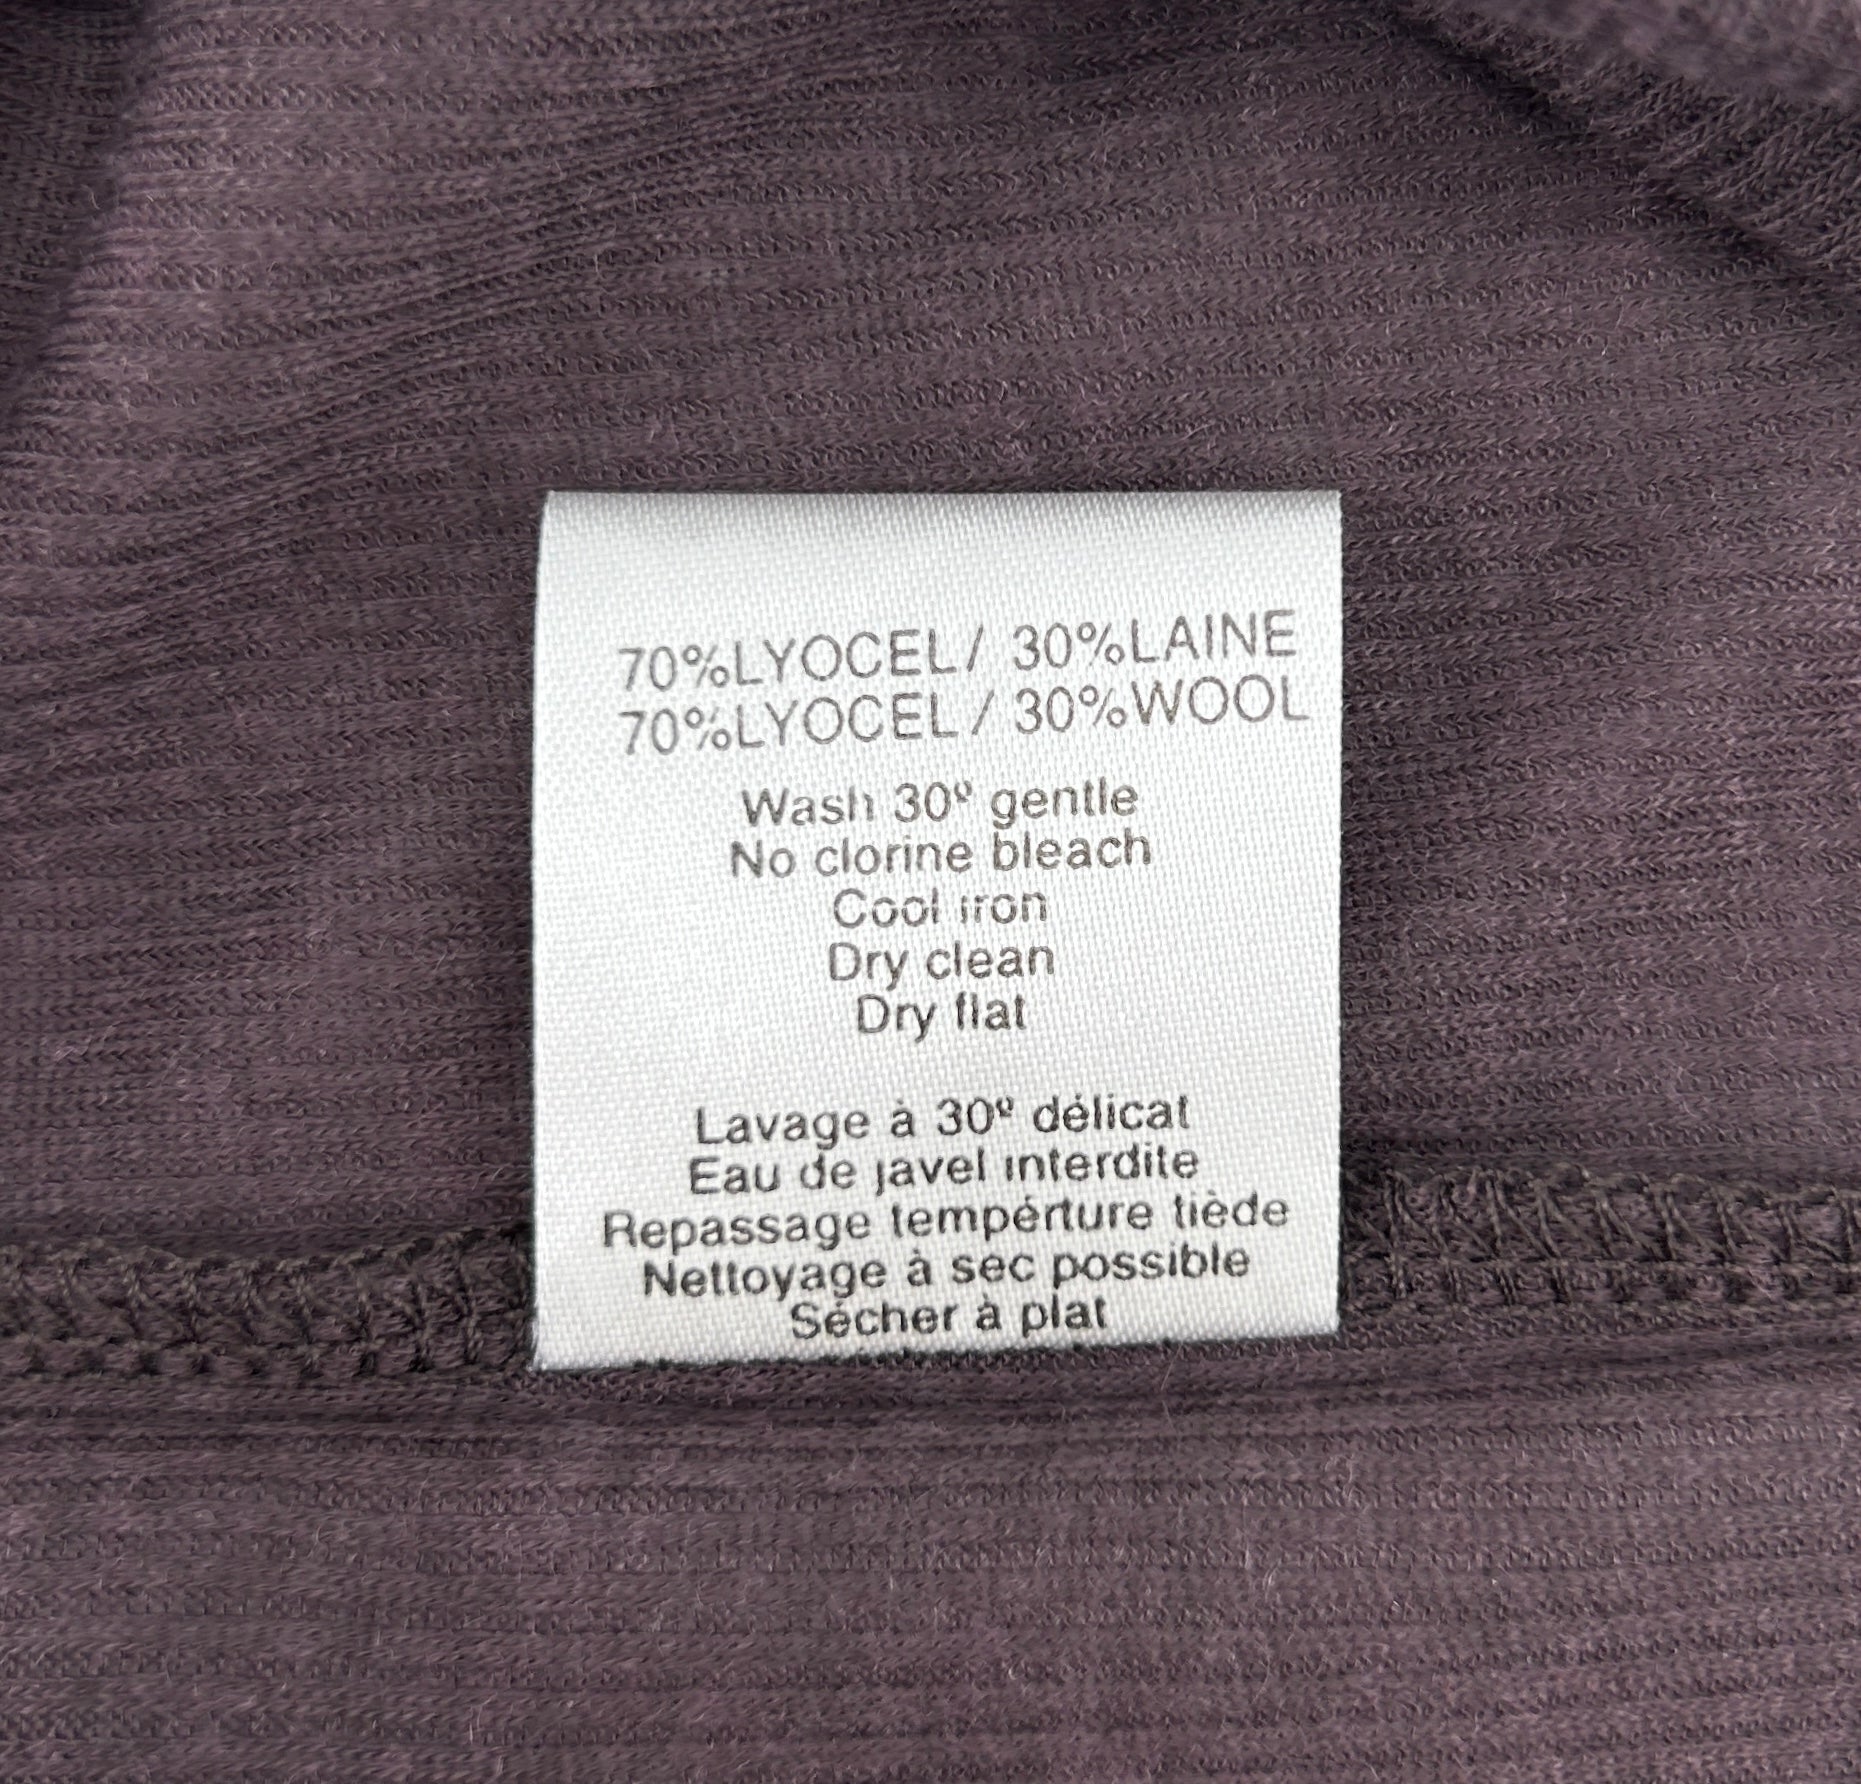 70%LYOCEL/ 30%LAINE
70%LYOCEL/ 30%WOOL
Wash 30º gentle
No clorine bleach
Cool iron
Dry clean
Dry flat
Lavage à 30º délicat
Eau de javel interdite
Repassage tempérture tiède
Nettoyage à sec possible
Sécher à plat